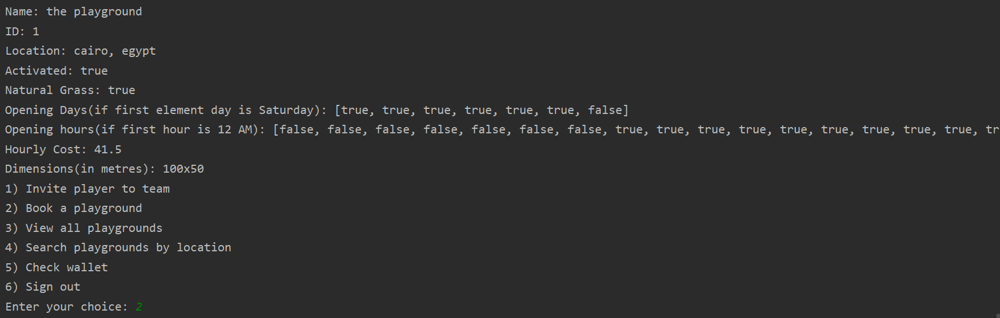 Name: the playground
ID: 1
Location: cairo, egypt
Activated: true
Natural Grass: true
Opening Days(if first element day is Saturday): [true, true, true, true, true, true, false]
Opening hours(if first hour is 12 AM): [false, false, false, false, false, false, false, true, true, true, true, true, true, true, true, true, tr
Hourly Cost: 41.5
Dimensions(in metres): 100x50
1) Invite player to team
2) Book a playground
3) View all playgrounds
4) Search playgrounds by location
5) Check wallet
6) Sign out
Enter your choice: 2